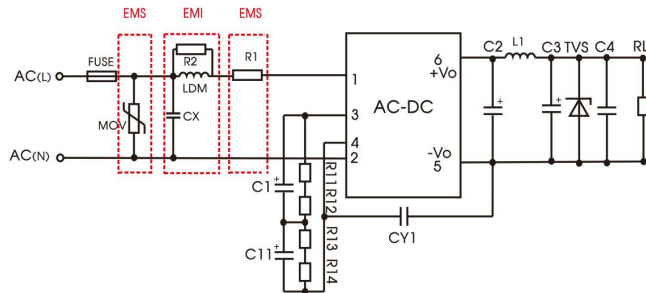 EMS
EMI
EMS
FUSE
R2
R1
C2
L1
C3
TVS
C4
RL
AC(L)
LDM
6
+Vo
1
AC-DC
MOV
CX
3
+
+
4
AC(N)
2
-Vo
5
C1
+
R11
R12
CY1
C11
+
R13
R14